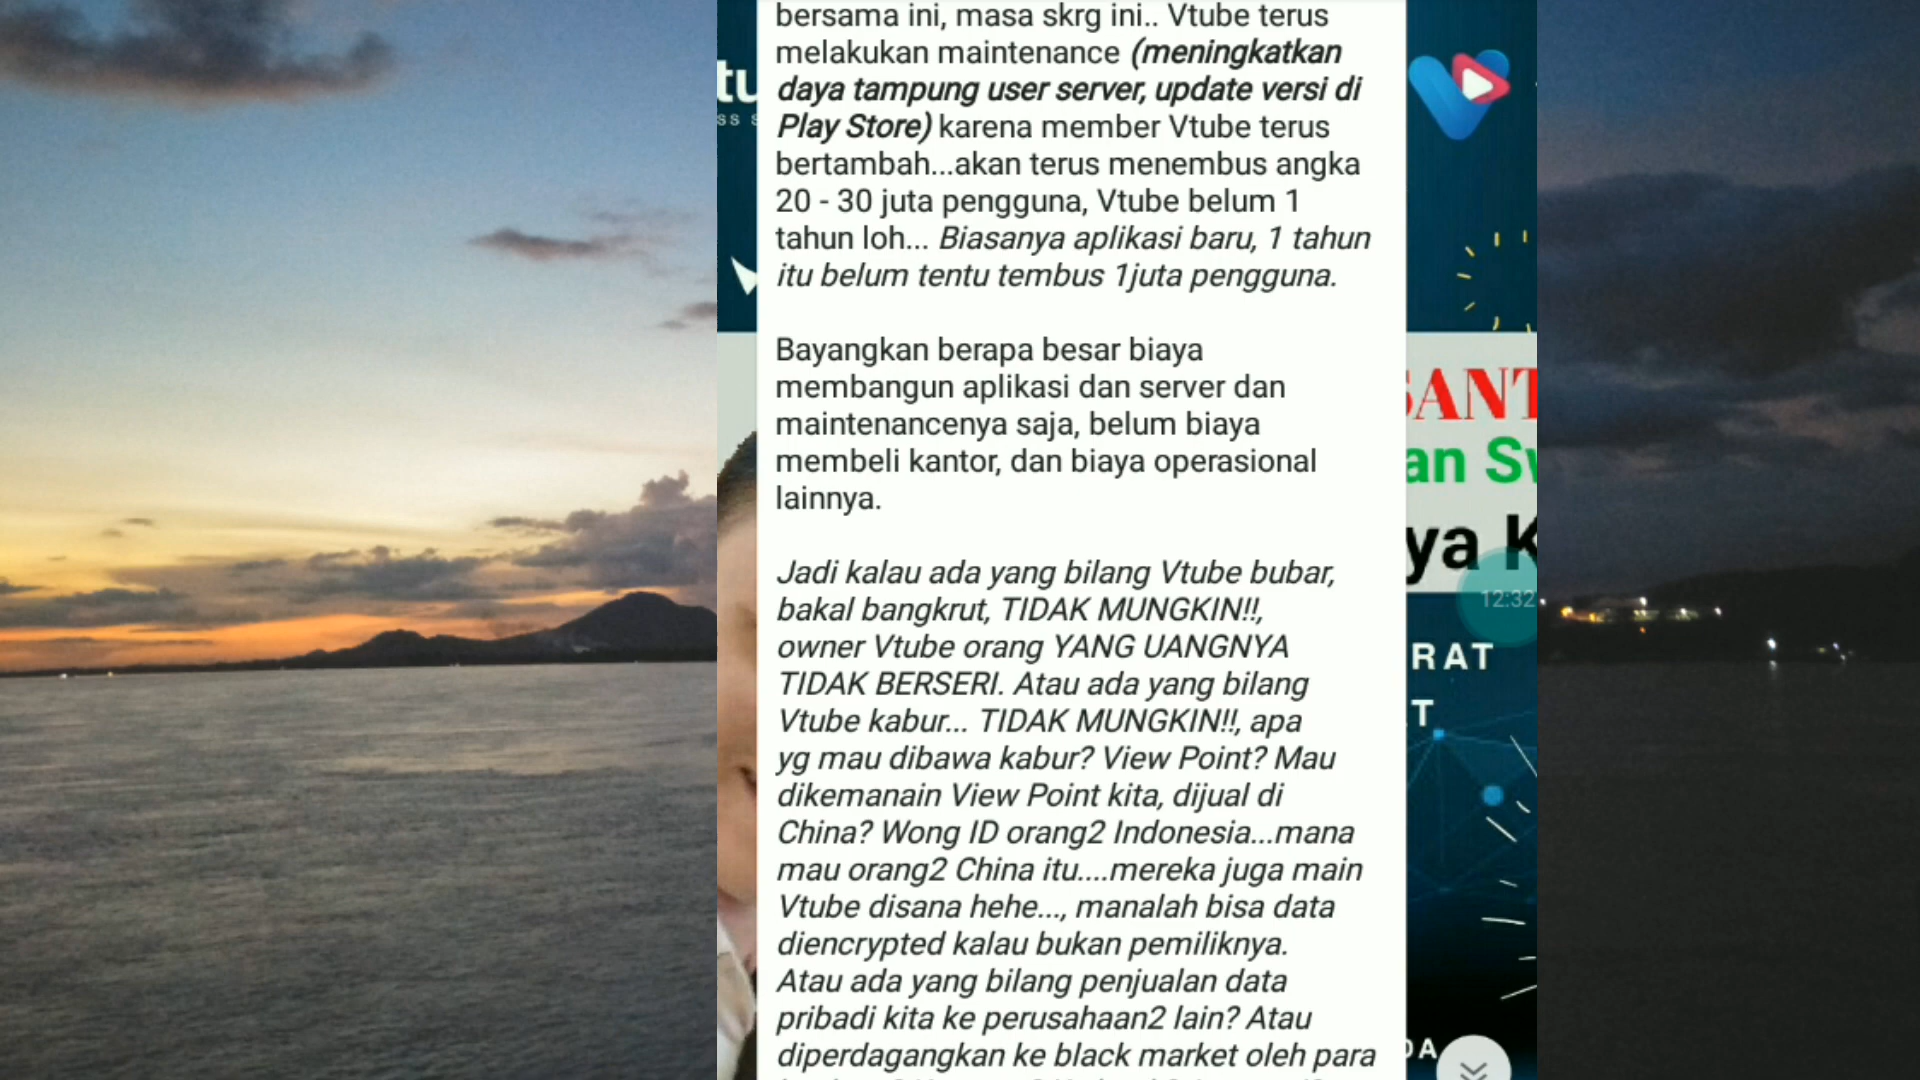 bersama ini, masa skrg ini.. Vtube terus
melakukan maintenance (meningkatkan
daya tampung user server, update versi di
Play Store) karena member Vtube terus
bertambah...akan terus menembus angka
20 - 30 juta pengguna, Vtube belum 1
tahun loh... Biasanya aplikasi baru, 1 tahun
itu belum tentu tembus 1juta pengguna.
Bayangkan berapa besar biaya
membangun aplikasi dan server dan
maintenancenya saja, belum biaya
membeli kantor, dan biaya operasional
lainnya.
Jadi kalau ada yang bilang Vtube bubar,
bakal bangkrut, TIDAK MUNGKIN!!,
owner Vtube orang YANG UANGNYA
TIDAK BERSERI. Atau ada yang bilang
Vtube kabur... TIDAK MUNGKIN!!, apa
yg mau dibawa kabur? View Point? Mau
dikemanain View Point kita, dijual di
China? Wong ID orang2 Indonesia...mana
mau orang2 China itu....mereka juga main
Vtube disana hehe..., manalah bisa data
diencrypted kalau bukan pemiliknya.
Atau ada yang bilang penjualan data
pribadi kita ke perusahaan2 lain? Atau
diperdagangkan ke black market oleh para
tu
ss s
SANT
an Sw
ya K
12:32
RAT
T
DA